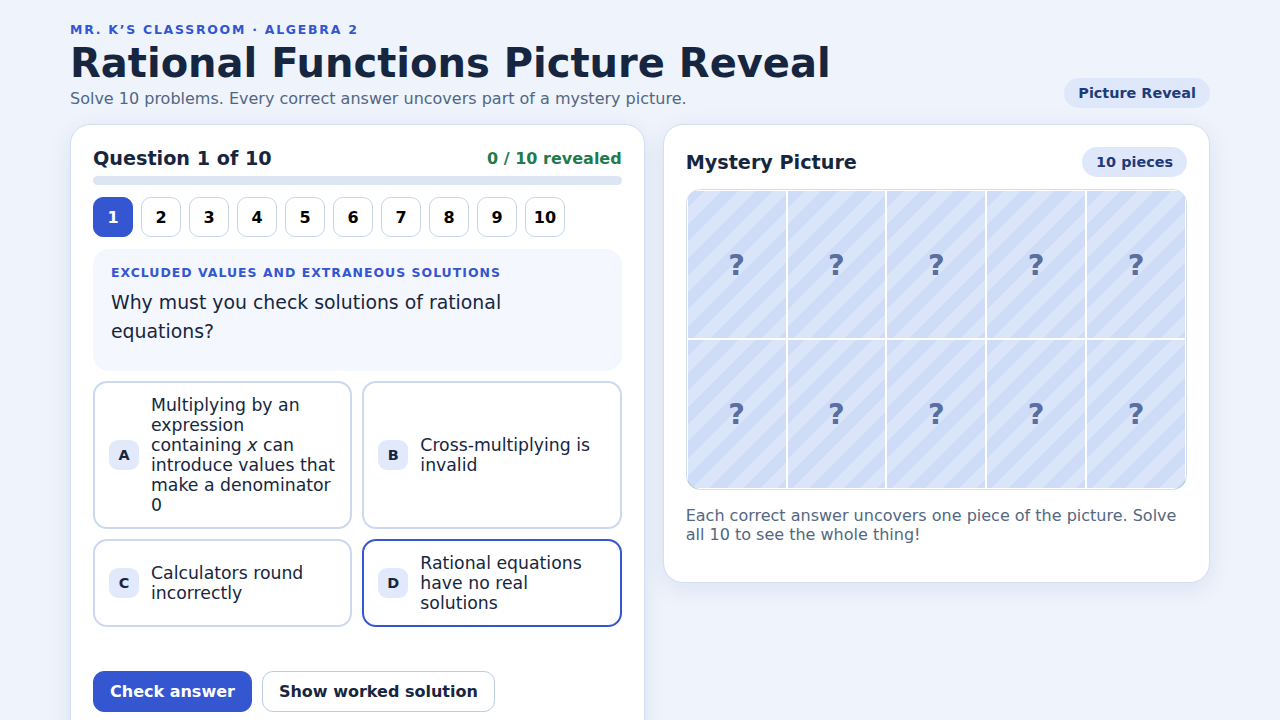 MR. K’S CLASSROOM · ALGEBRA 2
Rational Functions Picture Reveal
Solve 10 problems. Every correct answer uncovers part of a mystery picture.
Picture Reveal
Question 1 of 10
0 / 10 revealed
1 2 3 4 5 6 7 8 9 10
EXCLUDED VALUES AND EXTRANEOUS SOLUTIONS
Why must you check solutions of rational
equations?
A
Multiplying by an
expression
containing x can
introduce values that
make a denominator
0
B
Cross-multiplying is
invalid
C
Calculators round
incorrectly
D
Rational equations
have no real
solutions
Check answer
Show worked solution
Mystery Picture
10 pieces
? ? ? ? ?
? ? ? ? ?
Each correct answer uncovers one piece of the picture. Solve
all 10 to see the whole thing!